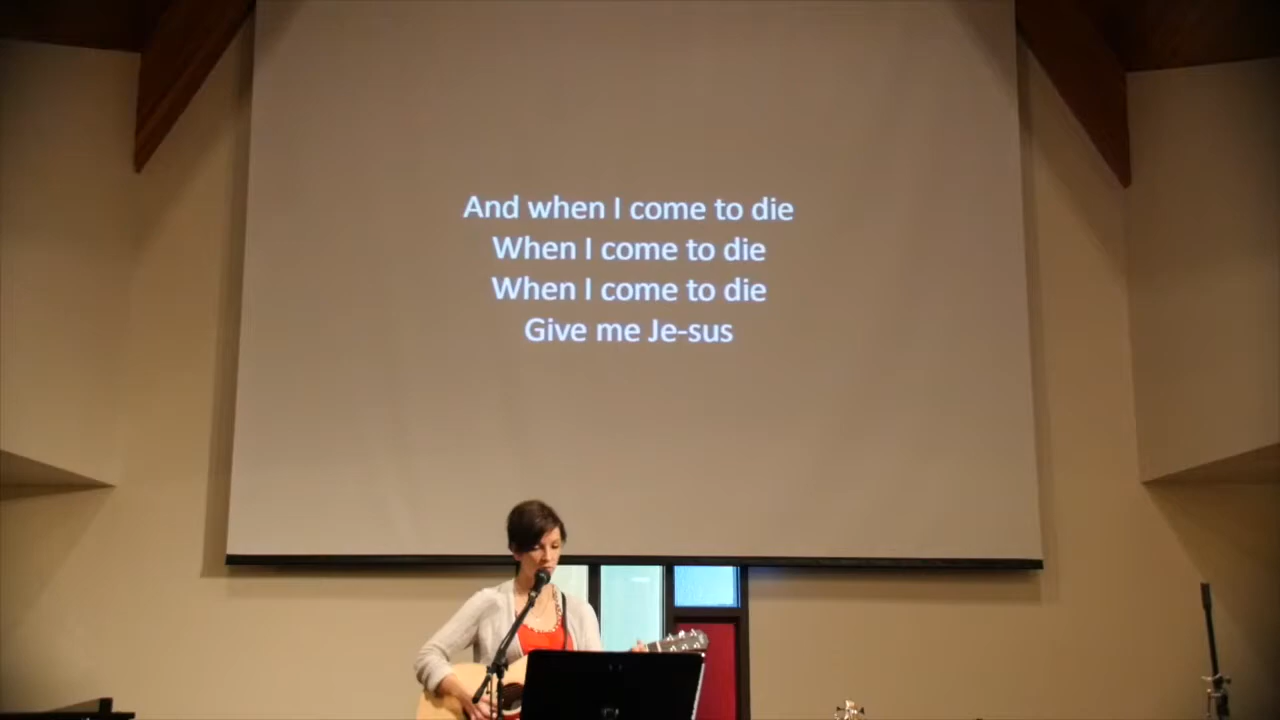 And when I come to die
When I come to die
When I come to die
Give me Je-sus